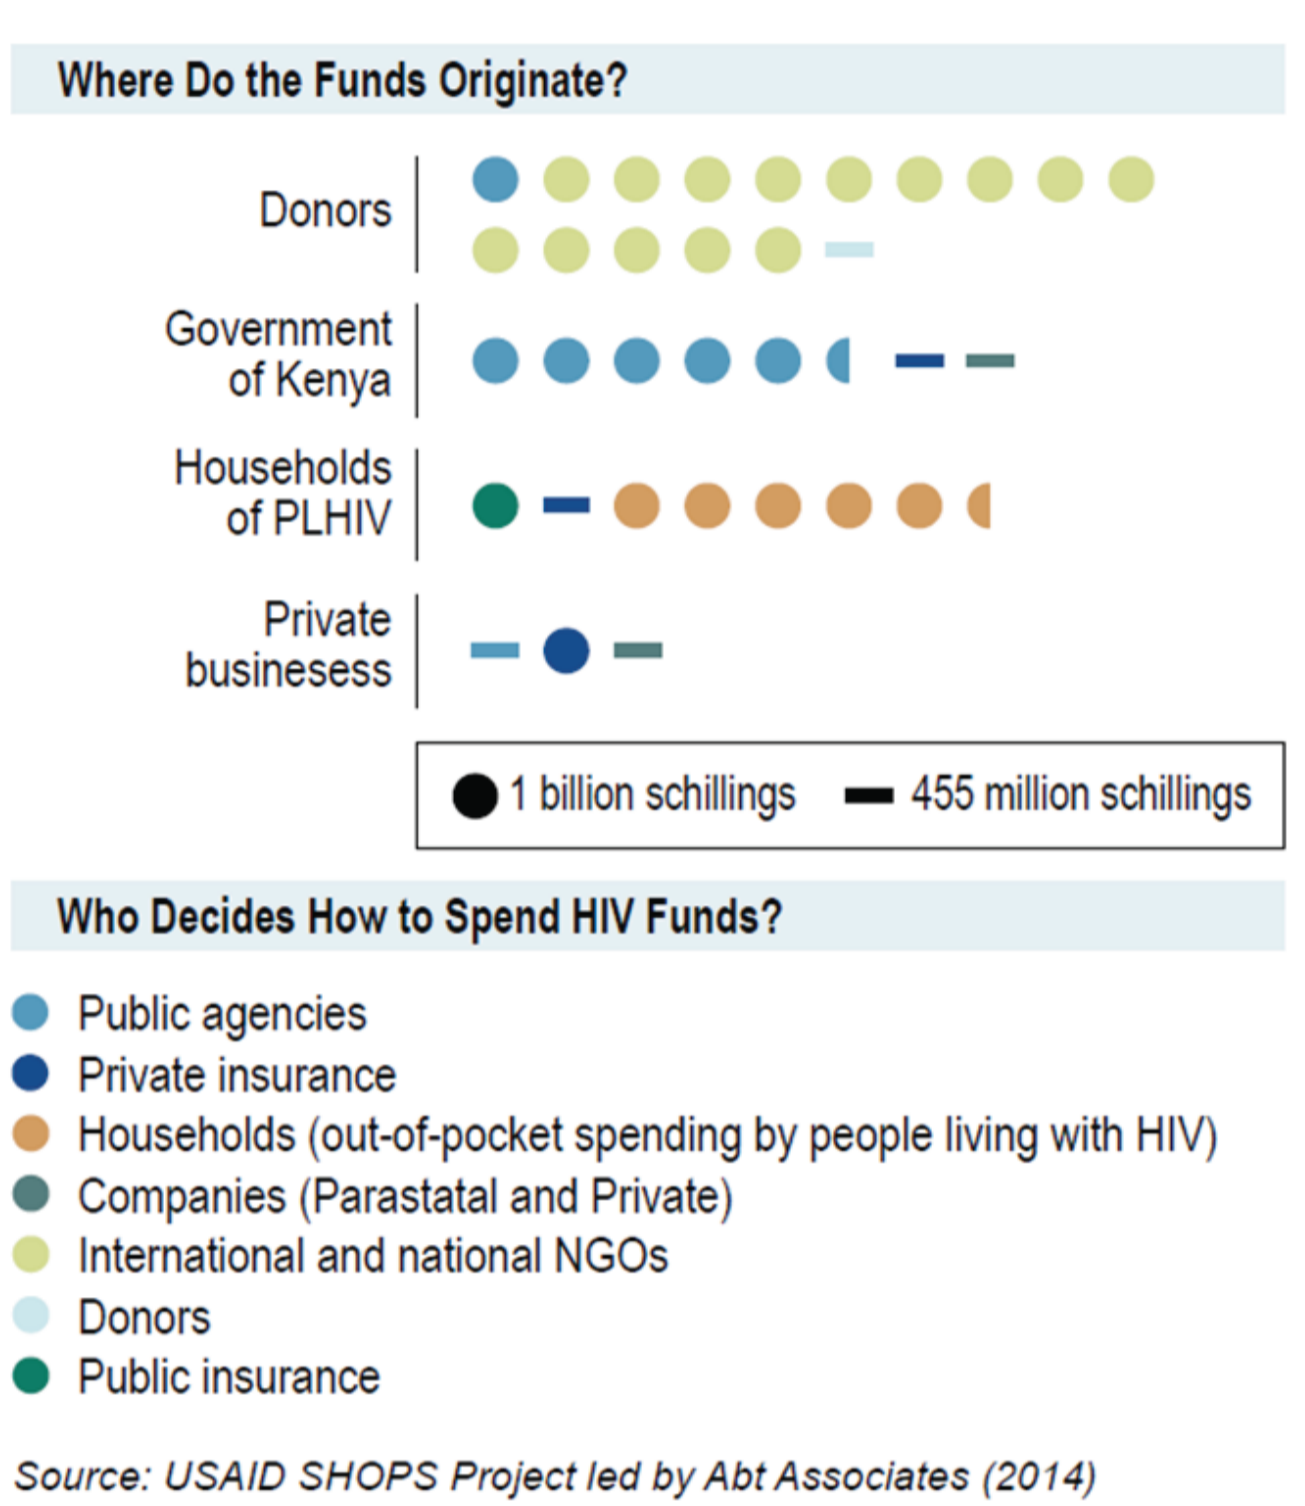 Where Do the Funds Originate?
Donors
Government
of Kenya
Households
of PLHIV
Private
businesess
1 billion schillings
455 million schillings
Who Decides How to Spend HIV Funds?
Public agencies
Private insurance
Households (out-of-pocket spending by people living with HIV)
Companies (Parastatal and Private)
International and national NGOs
Donors
Public insurance
Source: USAID SHOPS Project led by Abt Associates (2014)